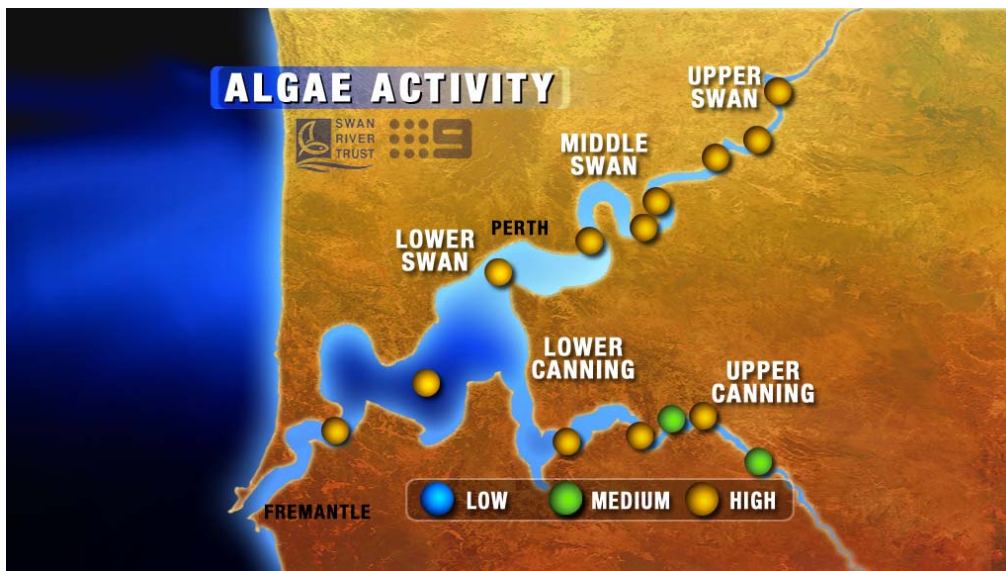 ALGAE ACTIVITY
SWAN
RIVER
TRUST
9
UPPER
SWAN
MIDDLE
SWAN
PERTH
LOWER
SWAN
LOWER
CANNING
UPPER
CANNING
FREMANTLE
LOW
MEDIUM
HIGH